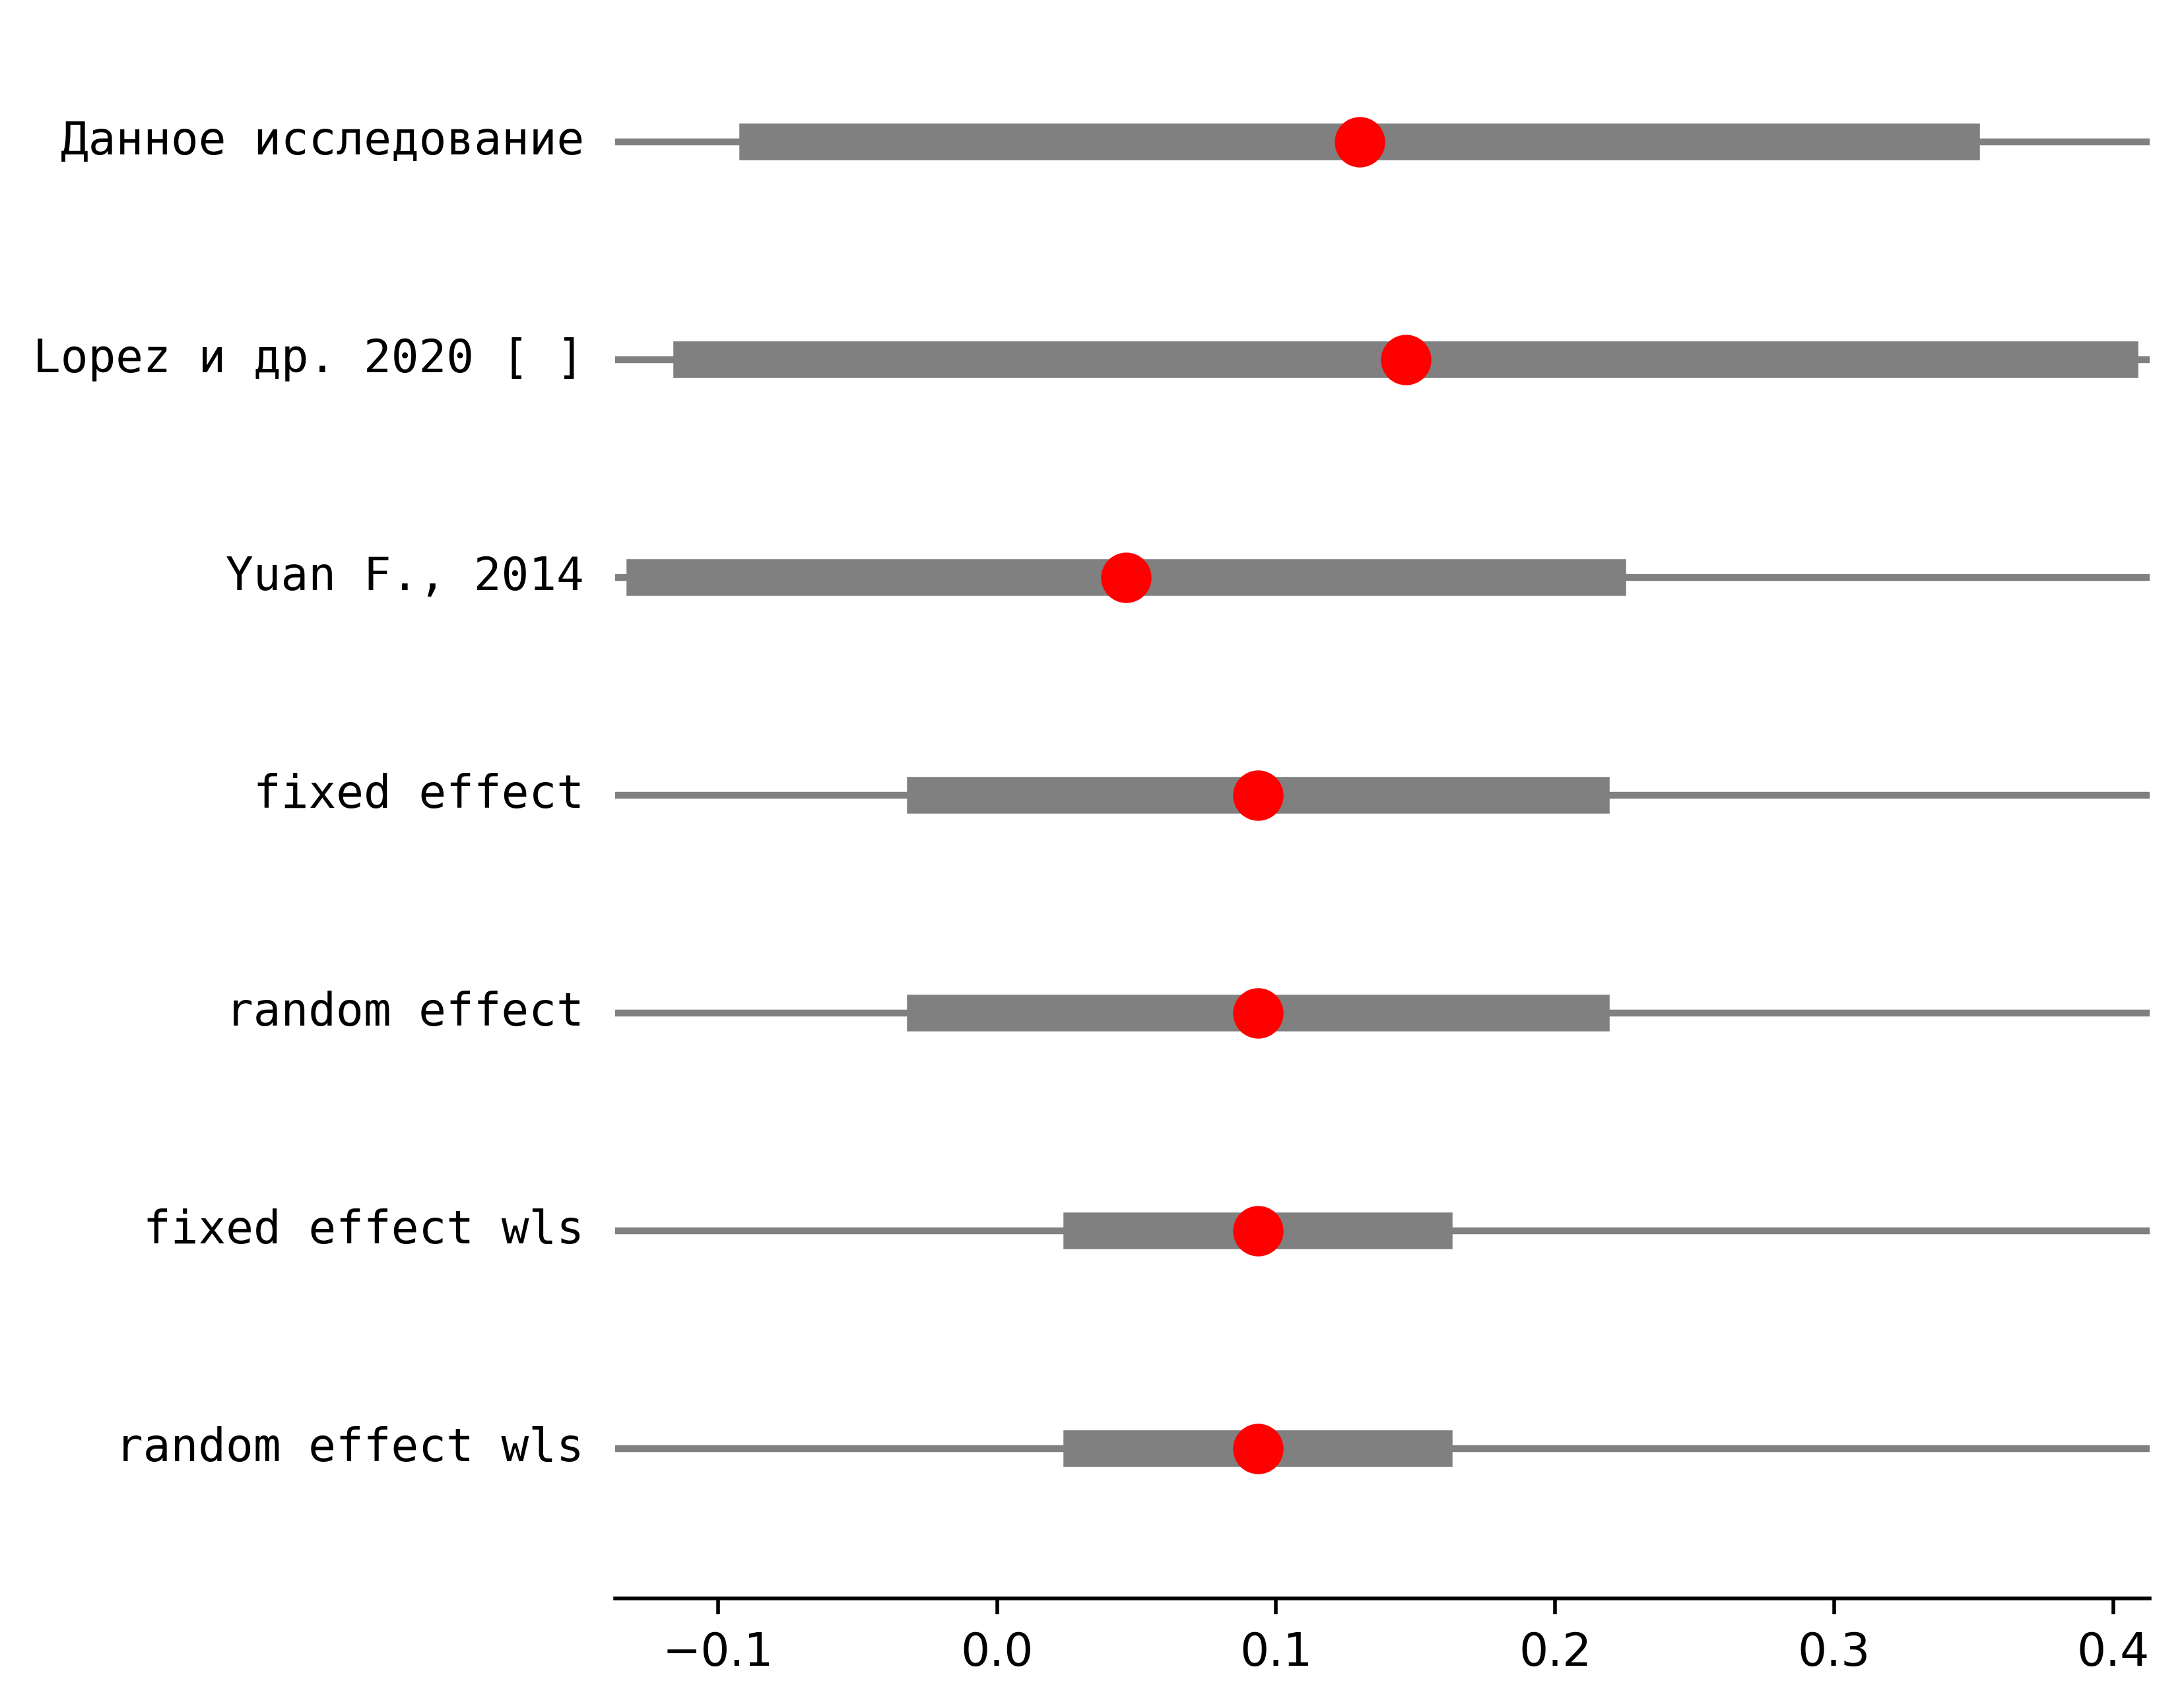 Данное исследование
Lopez и др. 2020 [ ]
Yuan F., 2014
fixed effect
random effect
fixed effect wls
random effect wls
−0.1 0.0 0.1 0.2 0.3 0.4